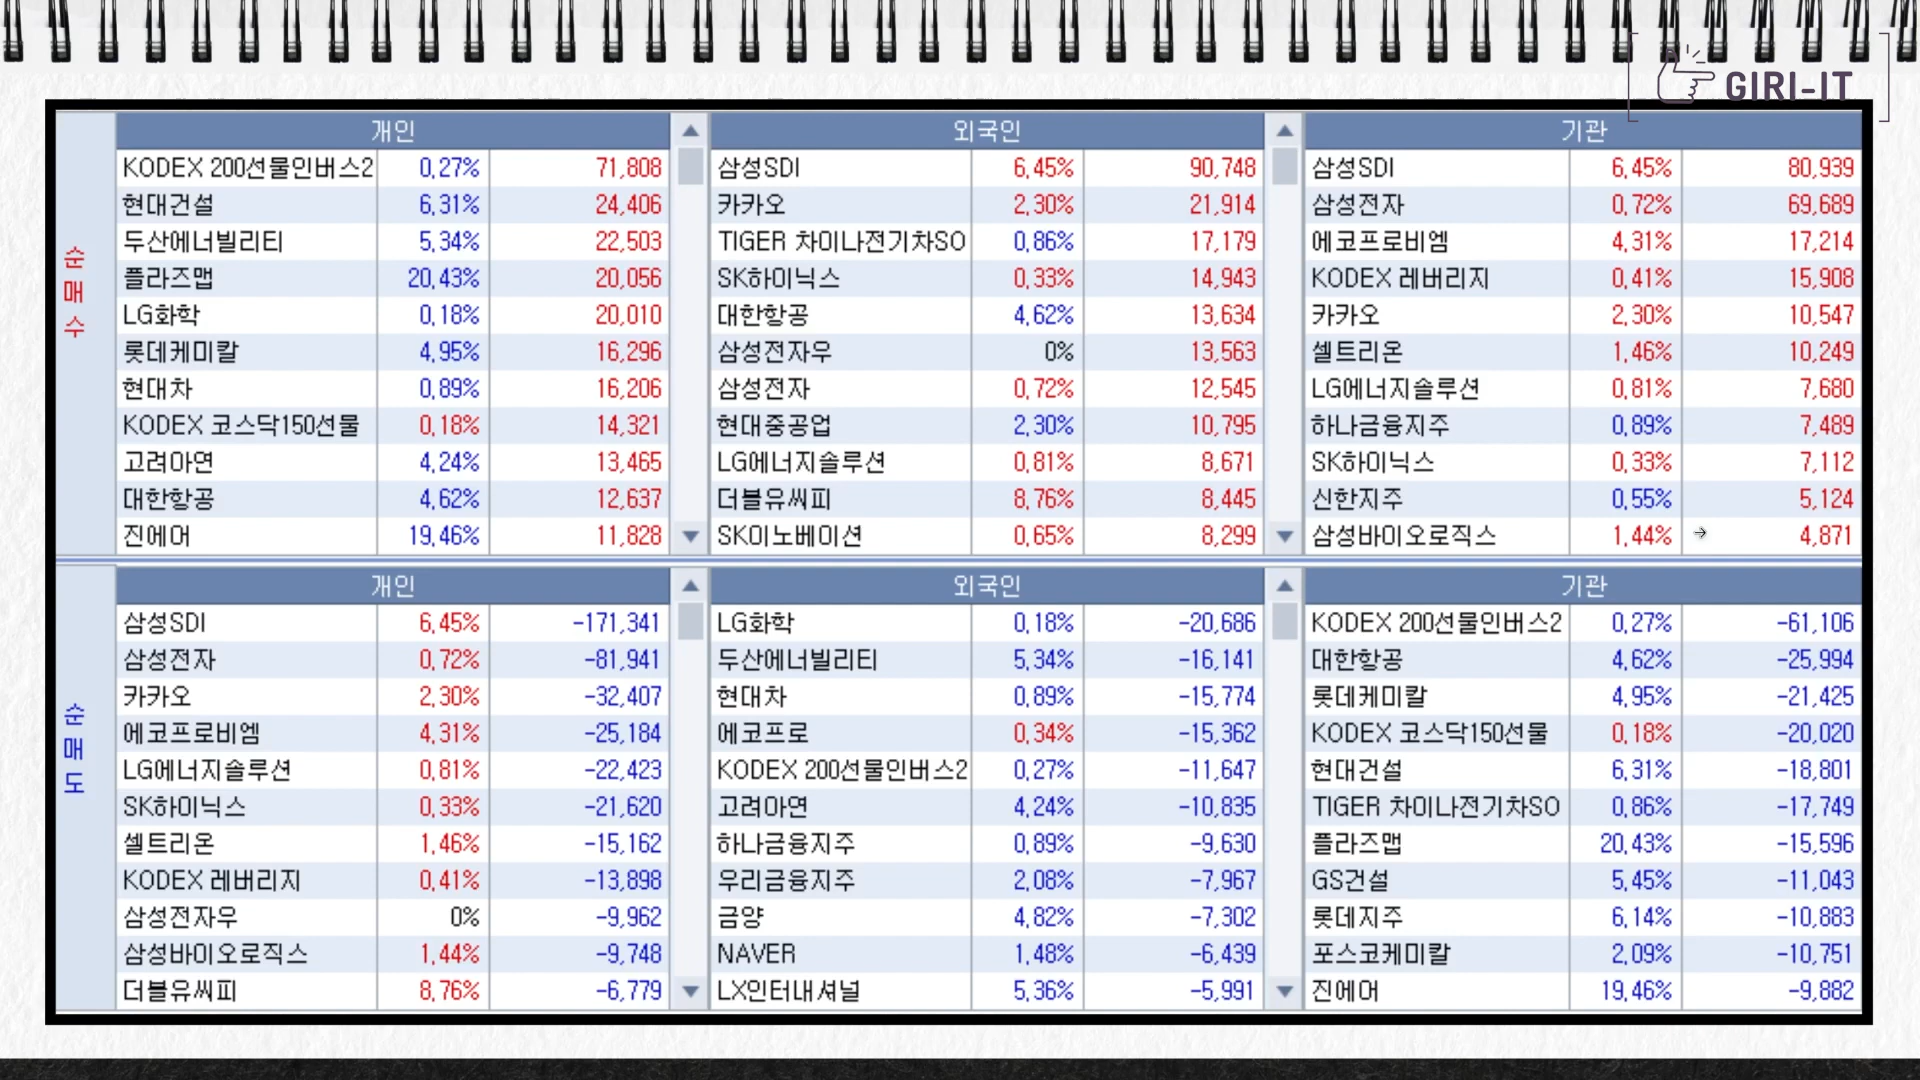 GIRI-IT
순매수
개인
KODEX 200선물인버스2 0,27% 71,808
현대건설 6,31% 24,406
두산에너빌리티 5,34% 22,503
플라즈맵 20,43% 20,056
LG화학 0,18% 20,010
롯데케미칼 4,95% 16,296
현대차 0,89% 16,206
KODEX 코스닥150선물 0,18% 14,321
고려아연 4,24% 13,465
대한항공 4,62% 12,637
진에어 19,46% 11,828
외국인
삼성SDI 6,45% 90,748
카카오 2,30% 21,914
TIGER 차이나전기차SO 0,86% 17,179
SK하이닉스 0,33% 14,943
대한항공 4,62% 13,634
삼성전자우 0% 13,563
삼성전자 0,72% 12,545
현대중공업 2,30% 10,795
LG에너지솔루션 0,81% 8,671
더블유씨피 8,76% 8,445
SK이노베이션 0,65% 8,299
기관
삼성SDI 6,45% 80,939
삼성전자 0,72% 69,689
에코프로비엠 4,31% 17,214
KODEX 레버리지 0,41% 15,908
카카오 2,30% 10,547
셀트리온 1,46% 10,249
LG에너지솔루션 0,81% 7,680
하나금융지주 0,89% 7,489
SK하이닉스 0,33% 7,112
신한지주 0,55% 5,124
삼성바이오로직스 1,44% 4,871
순매도
개인
삼성SDI 6,45% -171,341
삼성전자 0,72% -81,941
카카오 2,30% -32,407
에코프로비엠 4,31% -25,184
LG에너지솔루션 0,81% -22,423
SK하이닉스 0,33% -21,620
셀트리온 1,46% -15,162
KODEX 레버리지 0,41% -13,898
삼성전자우 0% -9,962
삼성바이오로직스 1,44% -9,748
더블유씨피 8,76% -6,779
외국인
LG화학 0,18% -20,686
두산에너빌리티 5,34% -16,141
현대차 0,89% -15,774
에코프로 0,34% -15,362
KODEX 200선물인버스2 0,27% -11,647
고려아연 4,24% -10,835
하나금융지주 0,89% -9,630
우리금융지주 2,08% -7,967
금양 4,82% -7,302
NAVER 1,48% -6,439
LX인터내셔널 5,36% -5,991
기관
KODEX 200선물인버스2 0,27% -61,106
대한항공 4,62% -25,994
롯데케미칼 4,95% -21,425
KODEX 코스닥150선물 0,18% -20,020
현대건설 6,31% -18,801
TIGER 차이나전기차SO 0,86% -17,749
플라즈맵 20,43% -15,596
GS건설 5,45% -11,043
롯데지주 6,14% -10,883
포스코케미칼 2,09% -10,751
진에어 19,46% -9,882